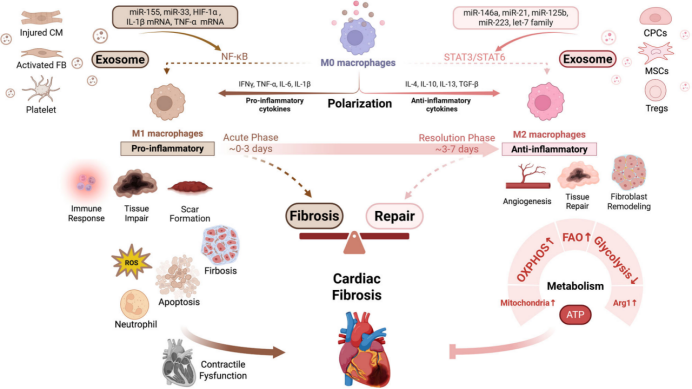 Injured CM
Activated FB
Platelet
Exosome
miR-155, miR-33, HIF-1α ,
IL-1β mRNA, TNF-α mRNA
NF-κB
M0 macrophages
miR-146a, miR-21, miR-125b,
miR-223, let-7 family
STAT3/STAT6
Exosome
CPCs
MSCs
Tregs
IFNγ, TNF-α, IL-6, IL-1β
Pro-inflammatory
cytokines
Polarization
IL-4, IL-10, IL-13, TGF-β
Anti-inflammatory
cytokines
M1 macrophages
Pro-inflammatory
Acute Phase
~0-3 days
Resolution Phase
~3-7 days
M2 macrophages
Anti-inflammatory
Immune
Response
Tissue
Impair
Scar
Formation
Fibrosis
Repair
Angiogenesis
Tissue
Repair
Fibroblast
Remodeling
ROS
Firbosis
Apoptosis
Neutrophil
Contractile
Fysfunction
Cardiac
Fibrosis
OXPHOS↑
FAO↑
Glycolysis↓
Mitochondria↑
Metabolism
Arg1↑
ATP